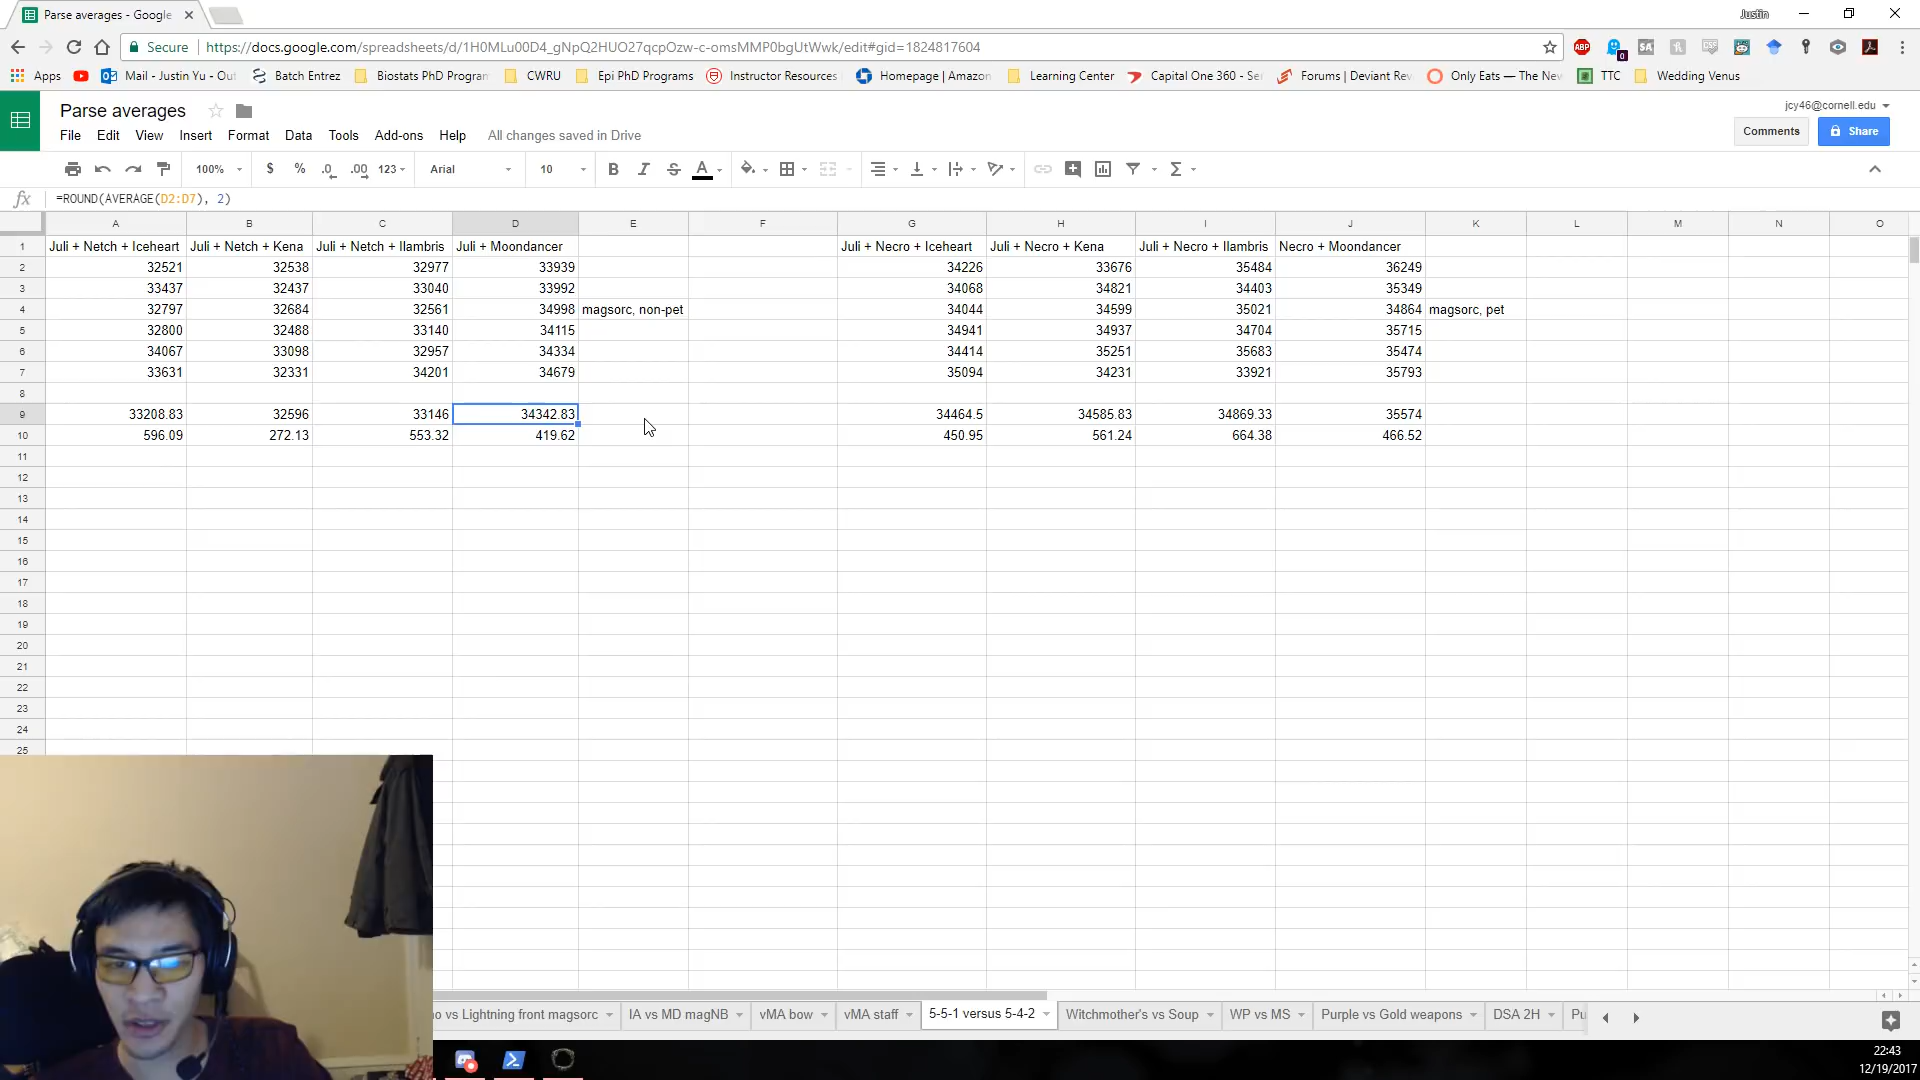 Parse averages - Google
Justin
Secure https://docs.google.com/spreadsheets/d/1H0MLu00D4_gNpQ2HUO27qcpOzw-c-omsMMP0bgUtWwk/edit#gid=1824817604
Apps Mail - Justin Yu - Out Batch Entrez Biostats PhD Program CWRU Epi PhD Programs Instructor Resources Homepage | Amazon Learning Center Capital One 360 - Se Forums | Deviant Rev Only Eats — The Nev TTC Wedding Venus
Parse averages
jcy46@cornell.edu
File Edit View Insert Format Data Tools Add-ons Help All changes saved in Drive
Comments Share
100% $ % .0 .00 123 Arial 10 B I S A Σ
fx =ROUND(AVERAGE(D2:D7), 2)
A B C D E F G H I J K L M N O
1 Juli + Netch + Iceheart Juli + Netch + Kena Juli + Netch + Ilambris Juli + Moondancer Juli + Necro + Iceheart Juli + Necro + Kena Juli + Necro + Ilambris Necro + Moondancer
2 32521 32538 32977 33939 34226 33676 35484 36249
3 33437 32437 33040 33992 34068 34821 34403 35349
4 32797 32684 32561 34998 magsorc, non-pet 34044 34599 35021 34864 magsorc, pet
5 32800 32488 33140 34115 34941 34937 34704 35715
6 34067 33098 32957 34334 34414 35251 35683 35474
7 33631 32331 34201 34679 35094 34231 33921 35793
8
9 33208.83 32596 33146 34342.83 34464.5 34585.83 34869.33 35574
10 596.09 272.13 553.32 419.62 450.95 561.24 664.38 466.52
11
12
13
14
15
16
17
18
19
20
21
22
23
24
25
o vs Lightning front magsorc IA vs MD magNB vMA bow vMA staff 5-5-1 versus 5-4-2 Witchmother's vs Soup WP vs MS Purple vs Gold weapons DSA 2H Pu
22:43
12/19/2017